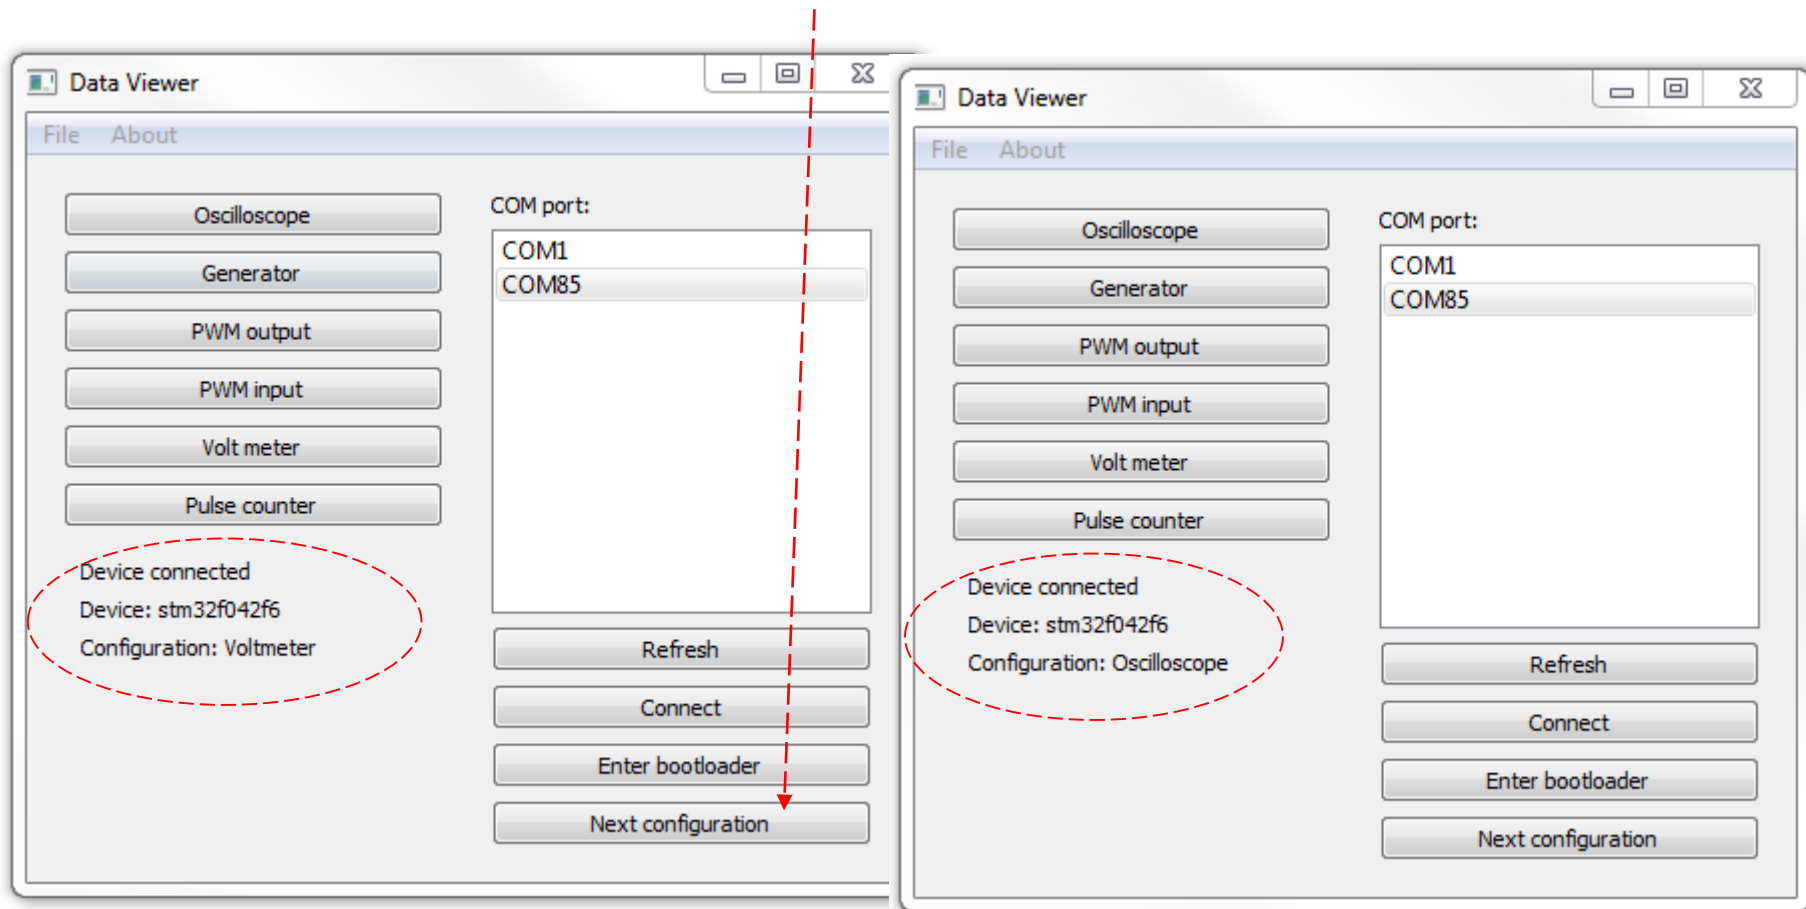 Data Viewer
File About
Oscilloscope
Generator
PWM output
PWM input
Volt meter
Pulse counter
Device connected
Device: stm32f042f6
Configuration: Voltmeter
COM port:
COM1
COM85
Refresh
Connect
Enter bootloader
Next configuration
Data Viewer
File About
Oscilloscope
Generator
PWM output
PWM input
Volt meter
Pulse counter
Device connected
Device: stm32f042f6
Configuration: Oscilloscope
COM port:
COM1
COM85
Refresh
Connect
Enter bootloader
Next configuration